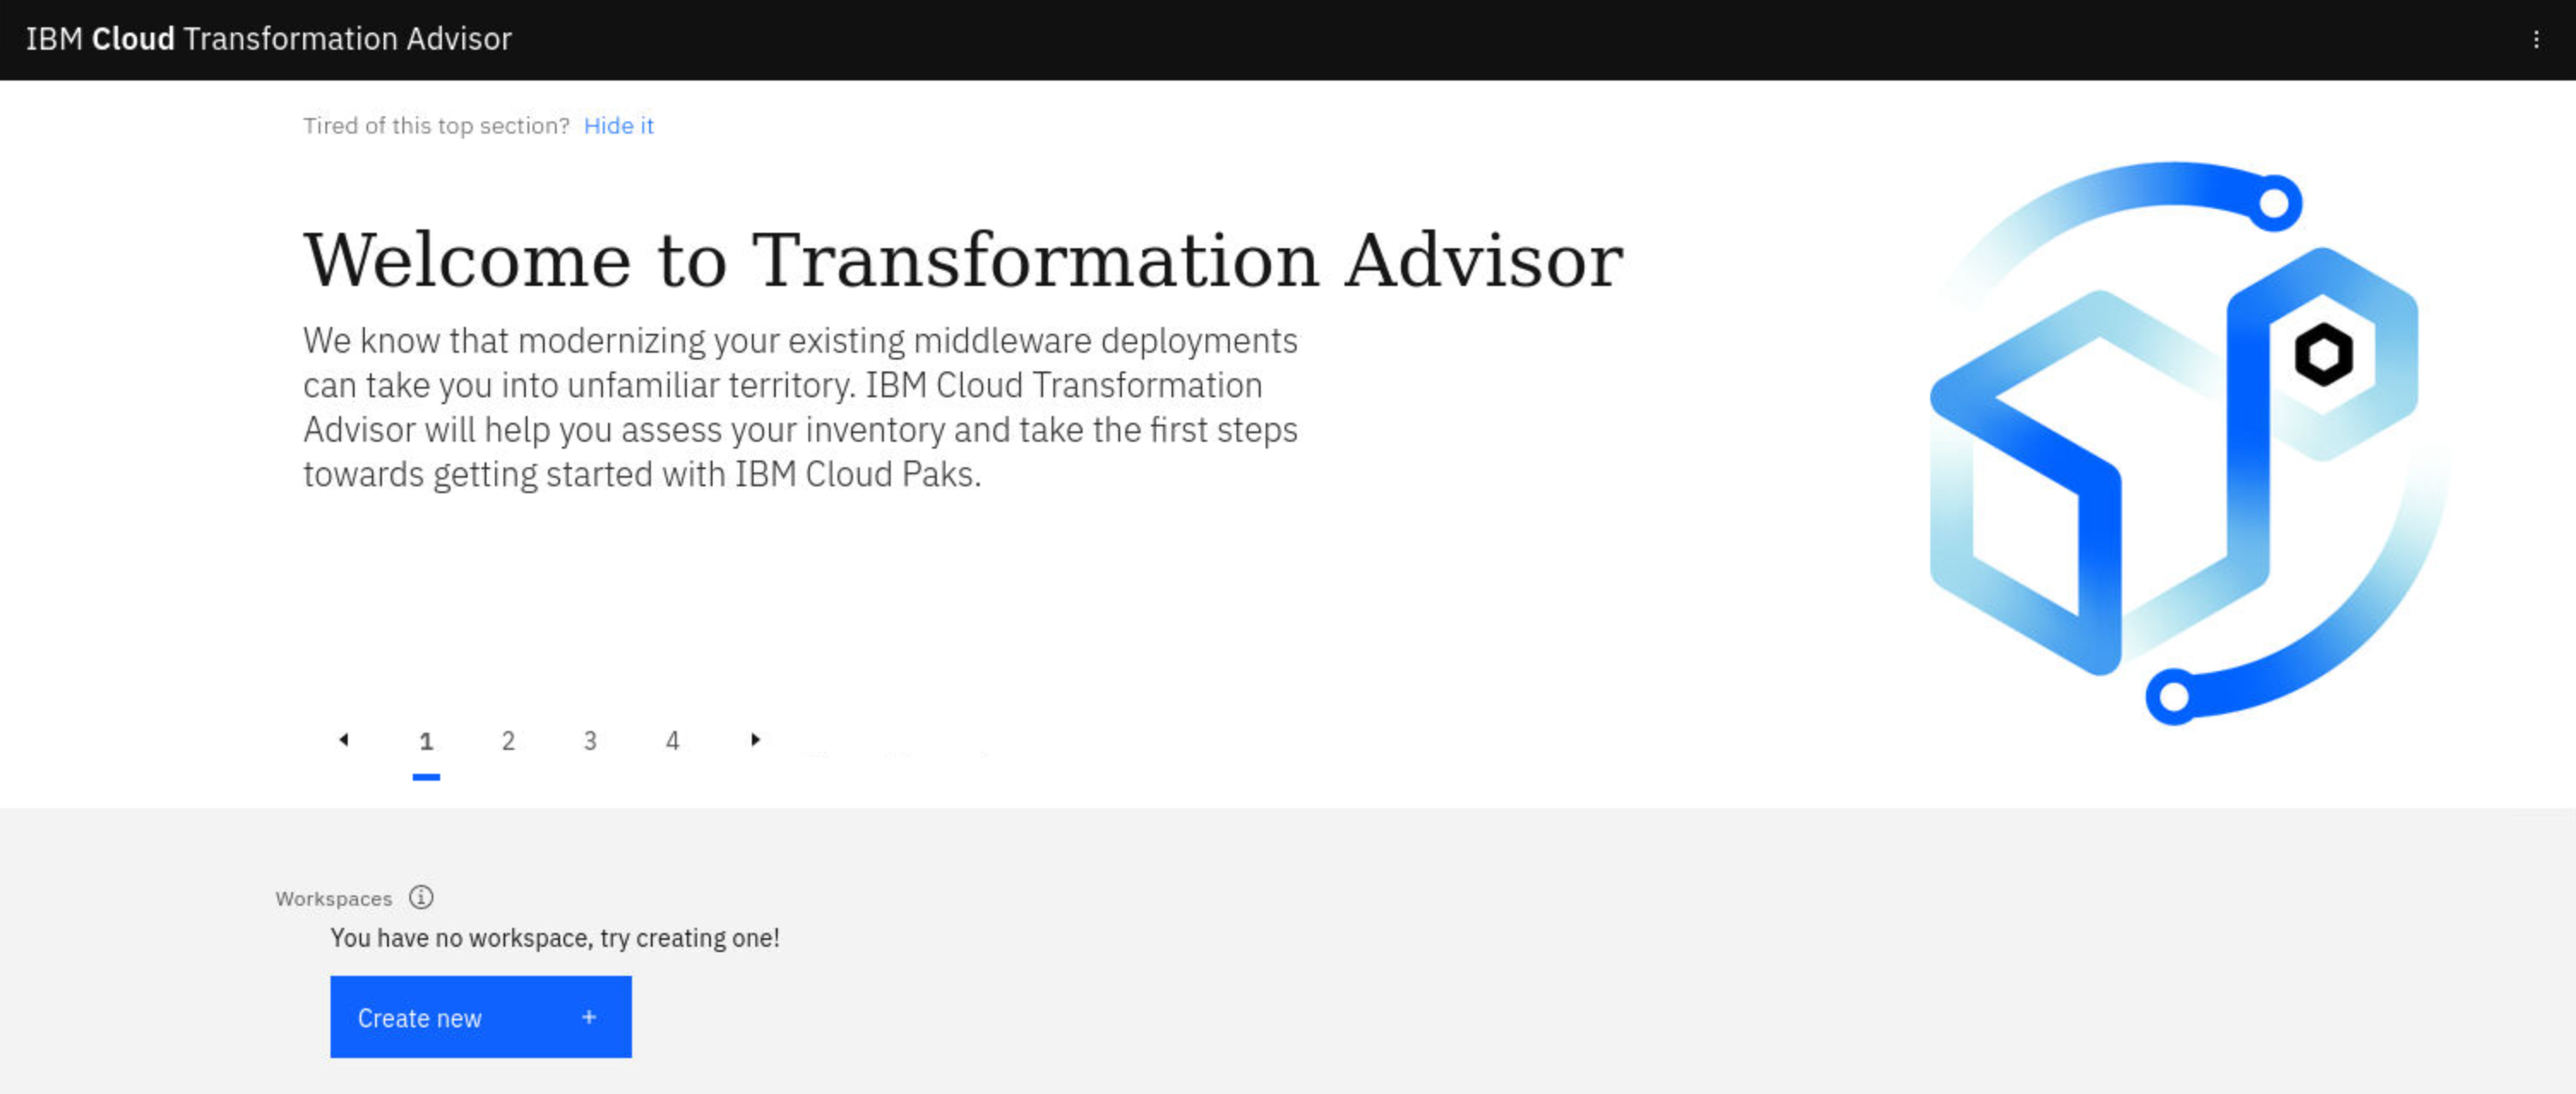 IBM Cloud Transformation Advisor
Tired of this top section? Hide it
Welcome to Transformation Advisor
We know that modernizing your existing middleware deployments
can take you into unfamiliar territory. IBM Cloud Transformation
Advisor will help you assess your inventory and take the first steps
towards getting started with IBM Cloud Paks.
1 2 3 4
Workspaces
You have no workspace, try creating one!
Create new +